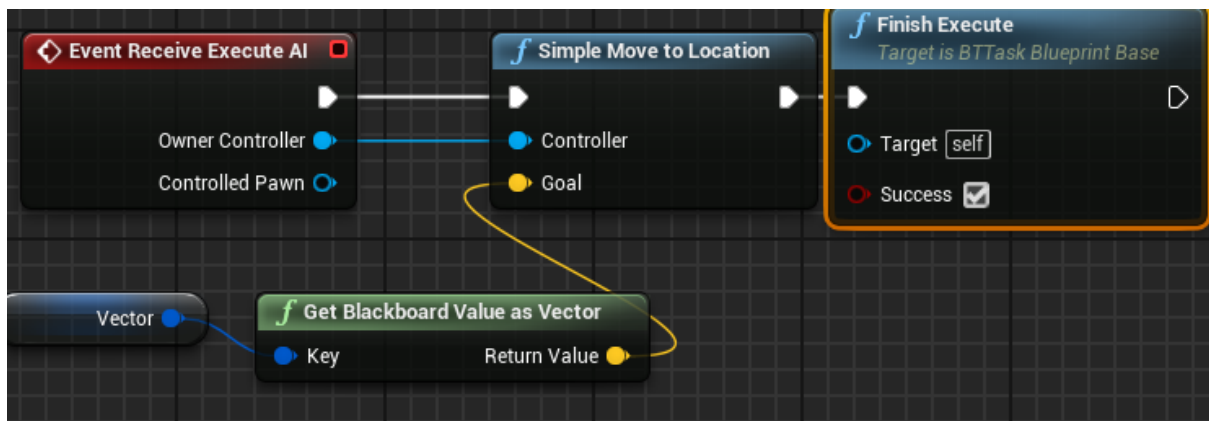 Event Receive Execute AI
Owner Controller
Controlled Pawn
f Simple Move to Location
Controller
Goal
f Finish Execute
Target is BTTask Blueprint Base
Target self
Success
Vector
f Get Blackboard Value as Vector
Key
Return Value